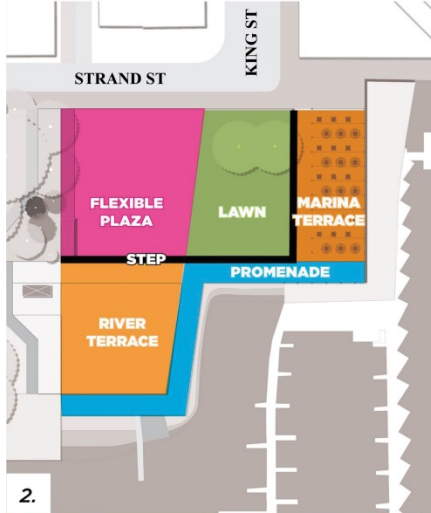 STRAND ST
KING ST
FLEXIBLE
PLAZA
LAWN
MARINA
TERRACE
STEP
PROMENADE
RIVER
TERRACE
2.